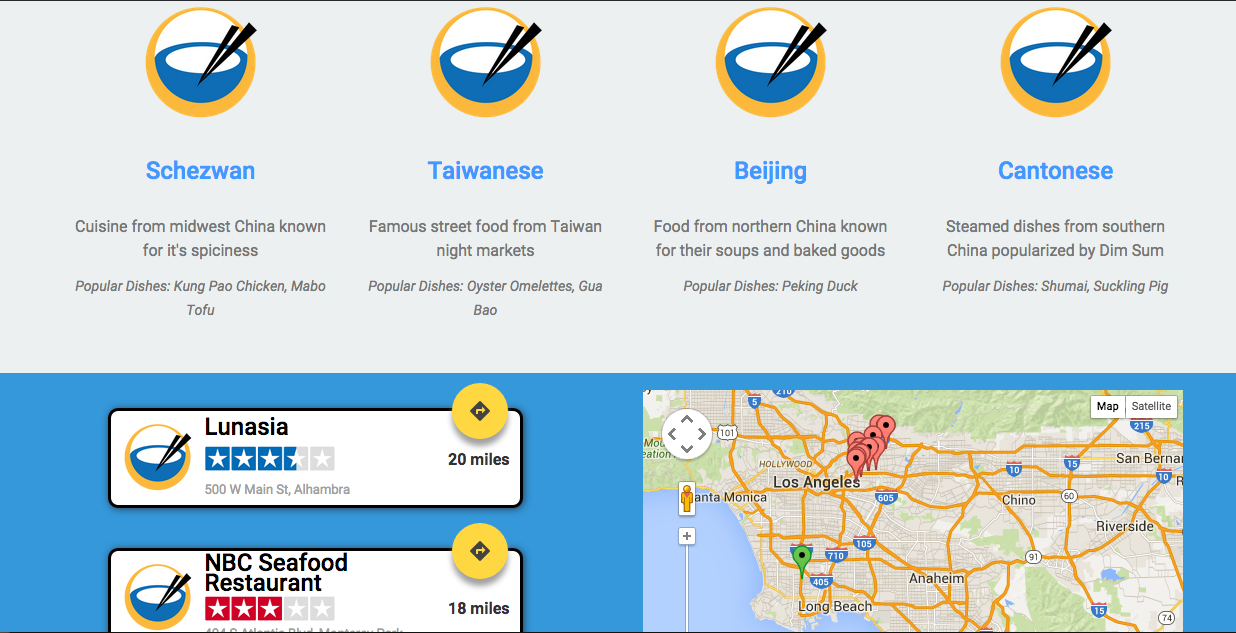 Schezwan
Taiwanese
Beijing
Cantonese
Cuisine from midwest China known
for it's spiciness
Famous street food from Taiwan
night markets
Food from northern China known
for their soups and baked goods
Steamed dishes from southern
China popularized by Dim Sum
Popular Dishes: Kung Pao Chicken, Mabo
Tofu
Popular Dishes: Oyster Omelettes, Gua
Bao
Popular Dishes: Peking Duck
Popular Dishes: Shumai, Suckling Pig
Lunasia
20 miles
500 W Main St, Alhambra
NBC Seafood
Restaurant
18 miles
Map
Satellite
5
210
101
215
HOLLYWOOD
Los Angeles
anta Monica
605
10
15
San Bernar
10
Chino
60
Riverside
105
710
405
91
Anaheim
Long Beach
15
74